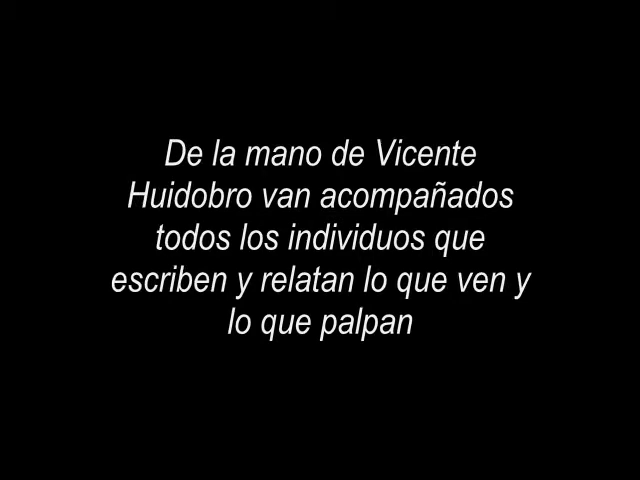 De la mano de Vicente
Huidobro van acompañados
todos los individuos que
escriben y relatan lo que ven y
lo que palpan